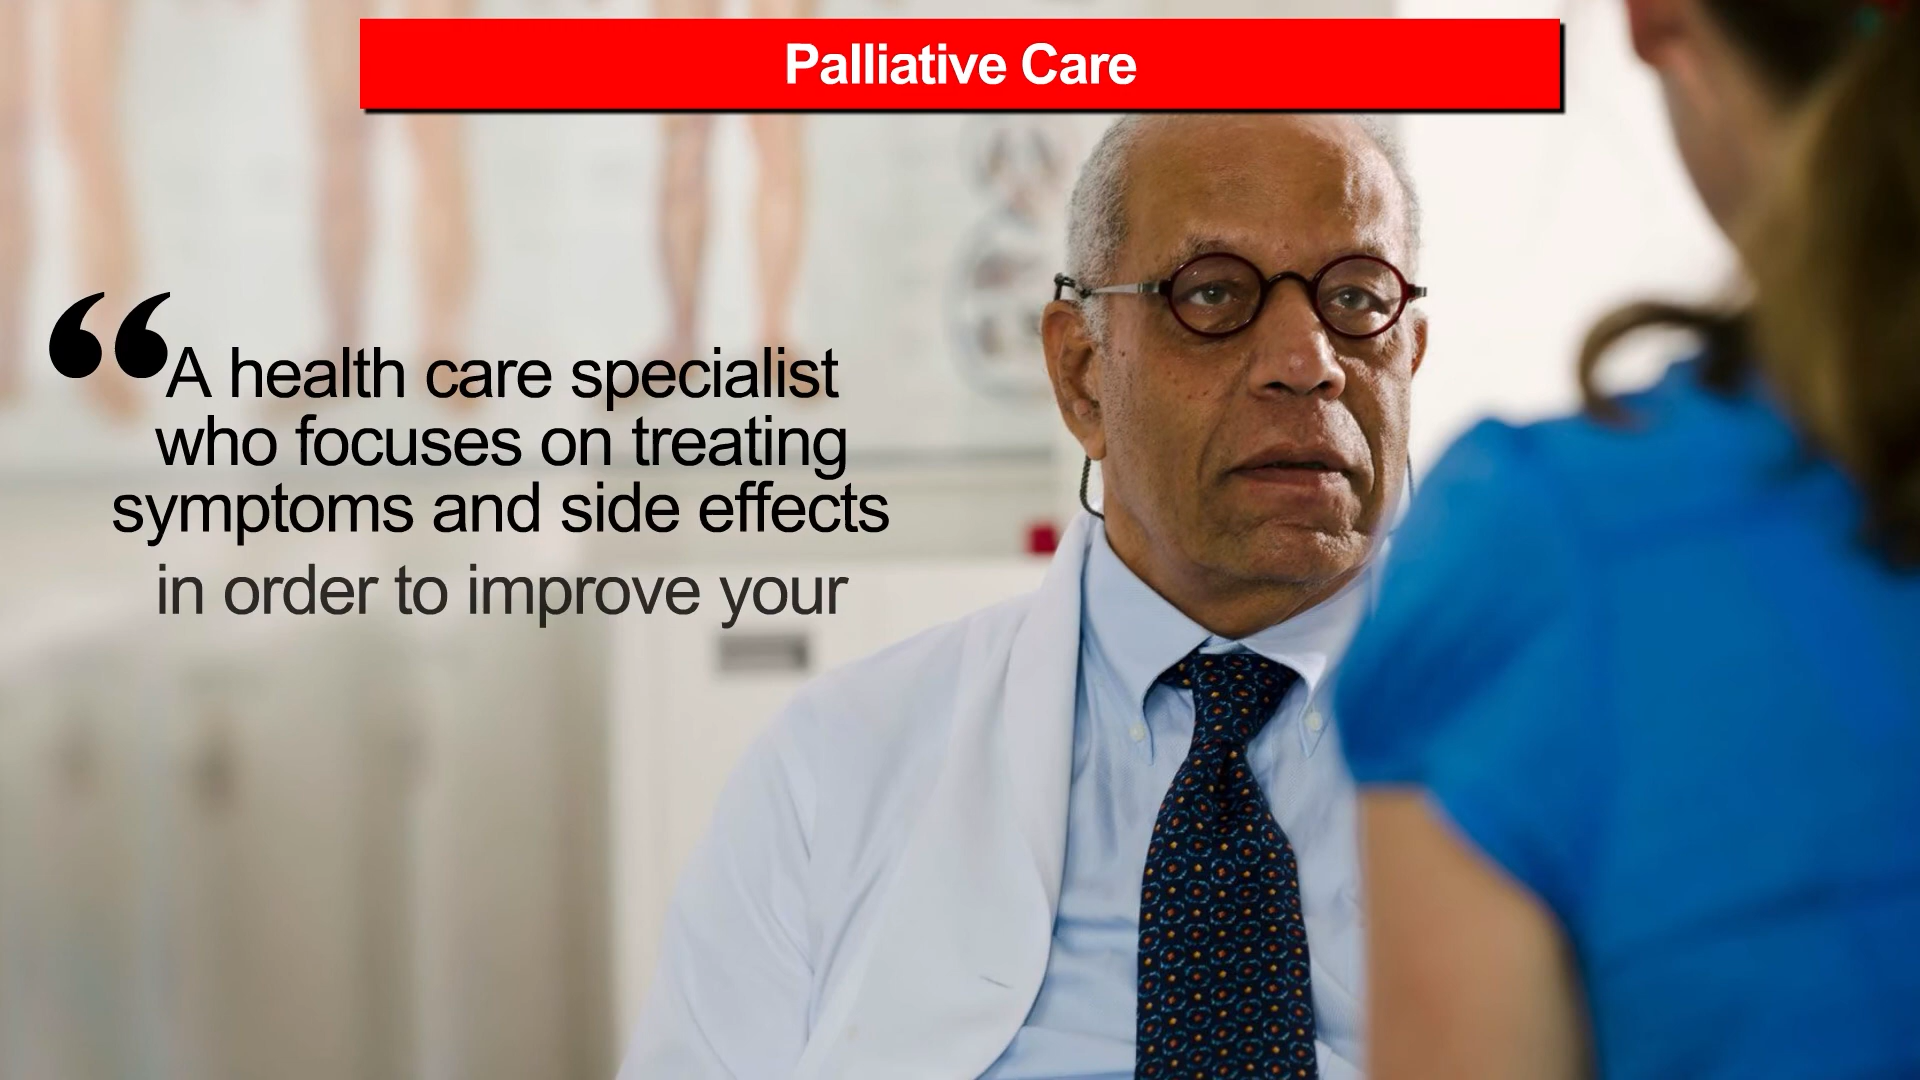 Palliative Care
“A health care specialist
who focuses on treating
symptoms and side effects
in order to improve your